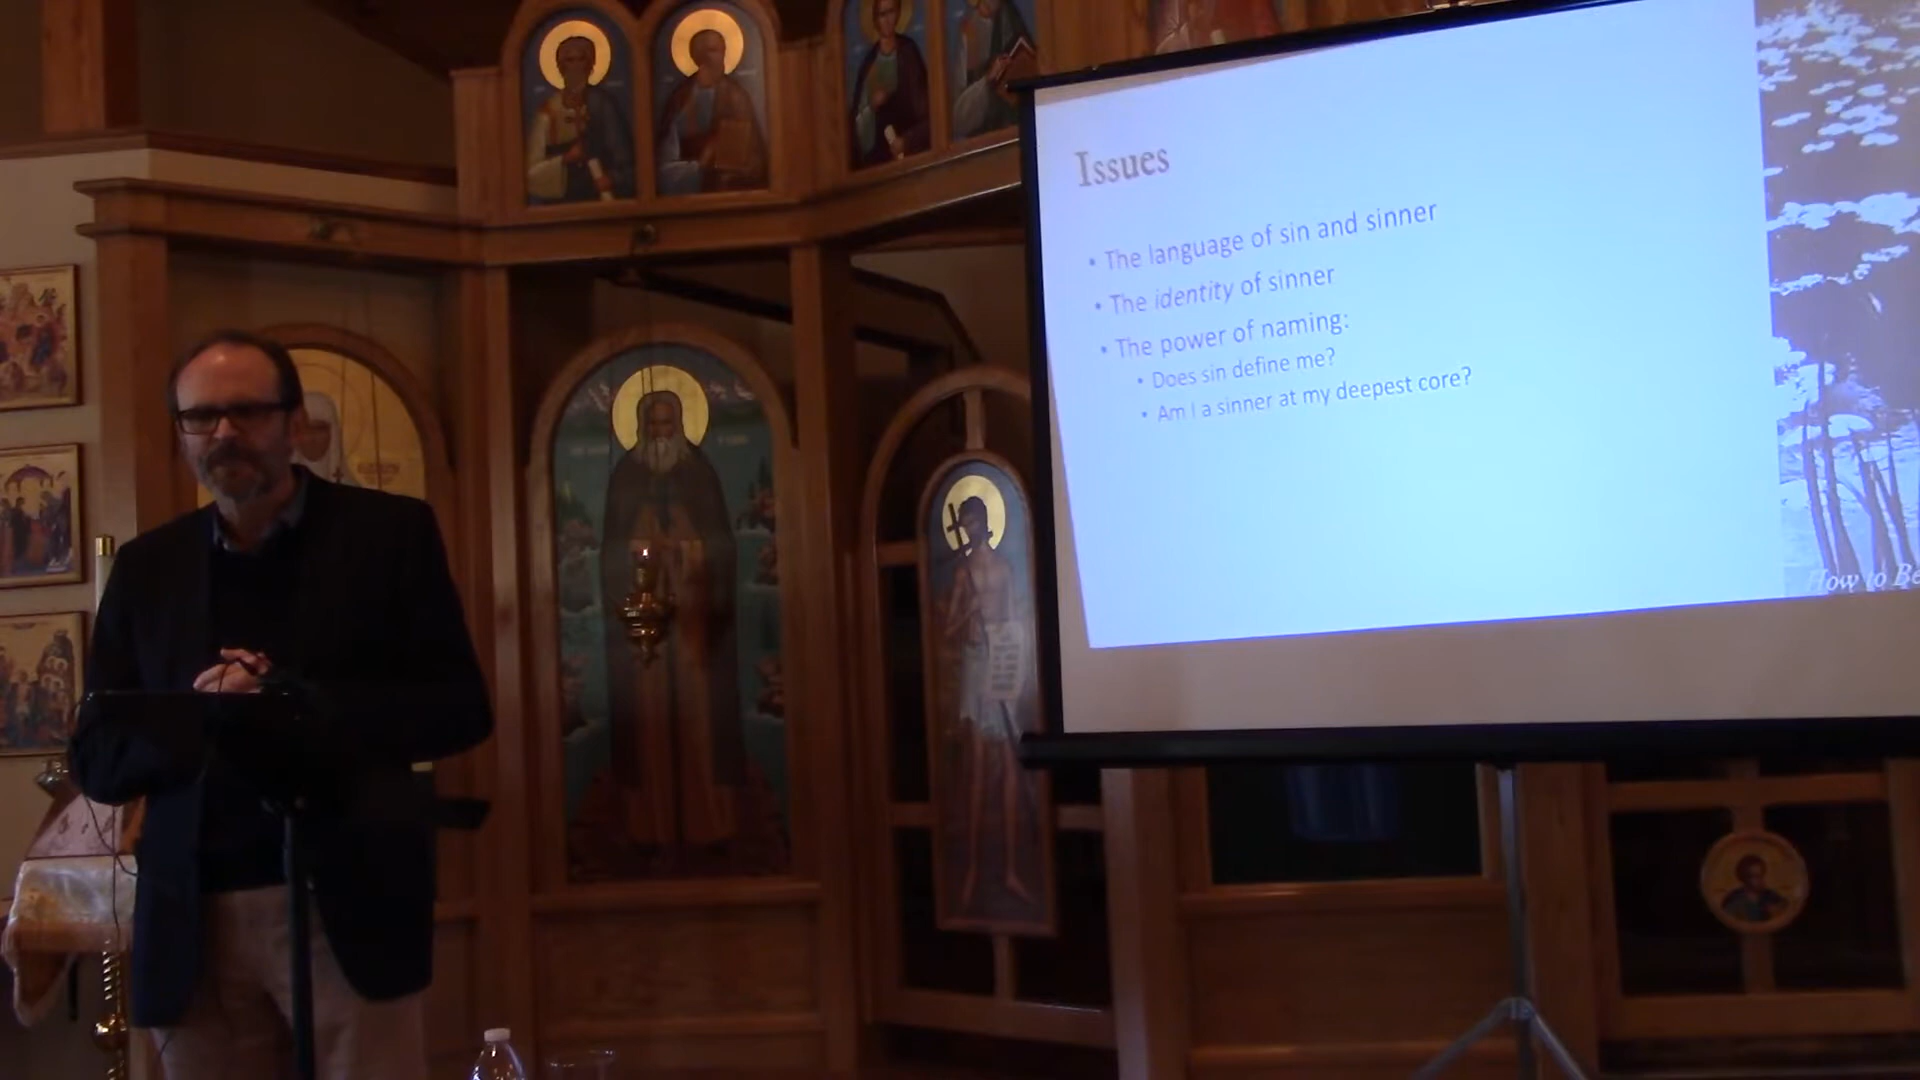 Issues
• The language of sin and sinner
• The identity of sinner
• The power of naming:
• Does sin define me?
• Am I a sinner at my deepest core?
How to Be